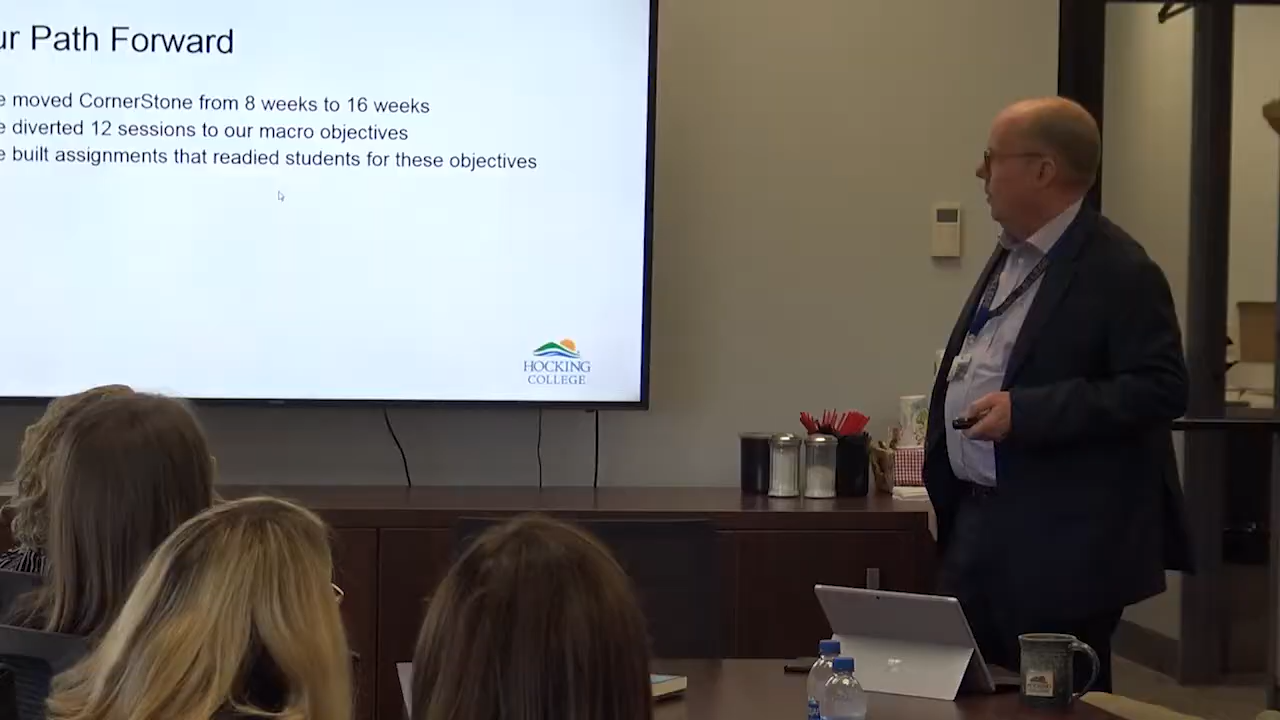 ur Path Forward
e moved CornerStone from 8 weeks to 16 weeks
e diverted 12 sessions to our macro objectives
e built assignments that readied students for these objectives
HOCKING
COLLEGE